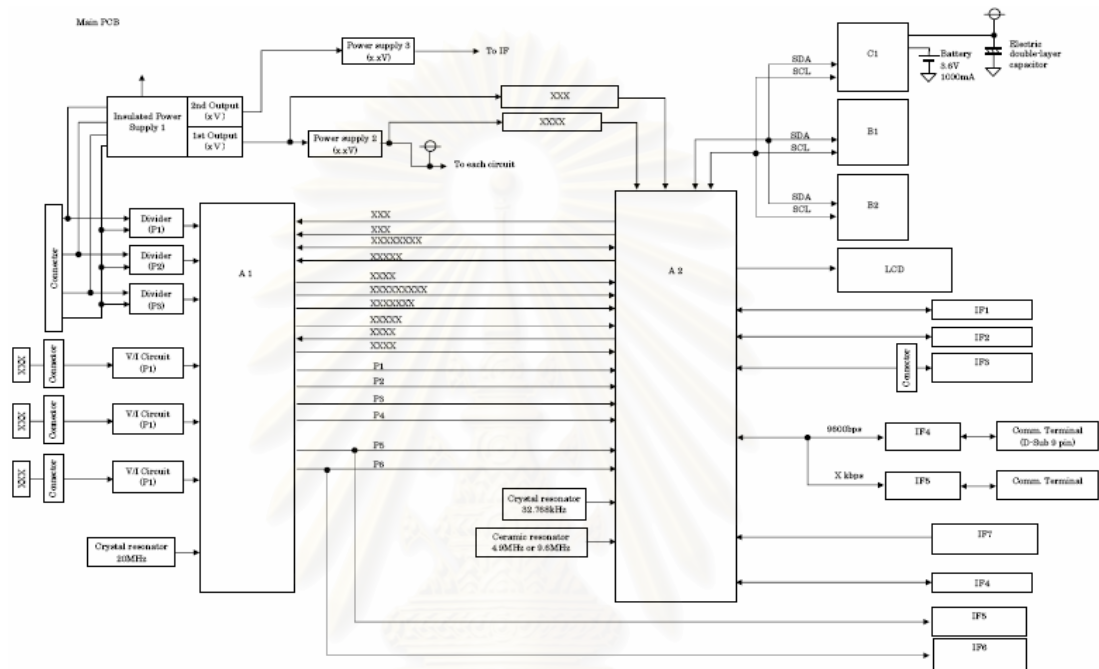 Main PCB
Power supply 3
(x.xV)
To IF
Insulated Power
Supply 1
2nd Output
(x V)
1st Output
(x V)
Power supply 2
(x.xV)
To each circuit
XXX
XXXX
C1
SDA
SCL
Battery
3.6V
1000mA
Electric
double-layer
capacitor
B1
SDA
SCL
B2
SDA
SCL
LCD
Connector
Divider
(P1)
Divider
(P2)
Divider
(P3)
A 1
A 2
XXX
XXX
XXXXXXXX
XXXXX
XXXX
XXXXXXXXX
XXXXXXX
XXXXX
XXXX
XXXX
P1
P2
P3
P4
P5
P6
XXX
Connector
V/I Circuit
(P1)
XXX
Connector
V/I Circuit
(P1)
XXX
Connector
V/I Circuit
(P1)
Crystal resonator
20MHz
Crystal resonator
32.768kHz
Ceramic resonator
4.9MHz or 9.8MHz
IF1
IF2
Connector
IF3
9600bps
IF4
Comm. Terminal
(D-Sub 9 pin)
X kbps
IF5
Comm. Terminal
IF7
IF4
IF5
IF6